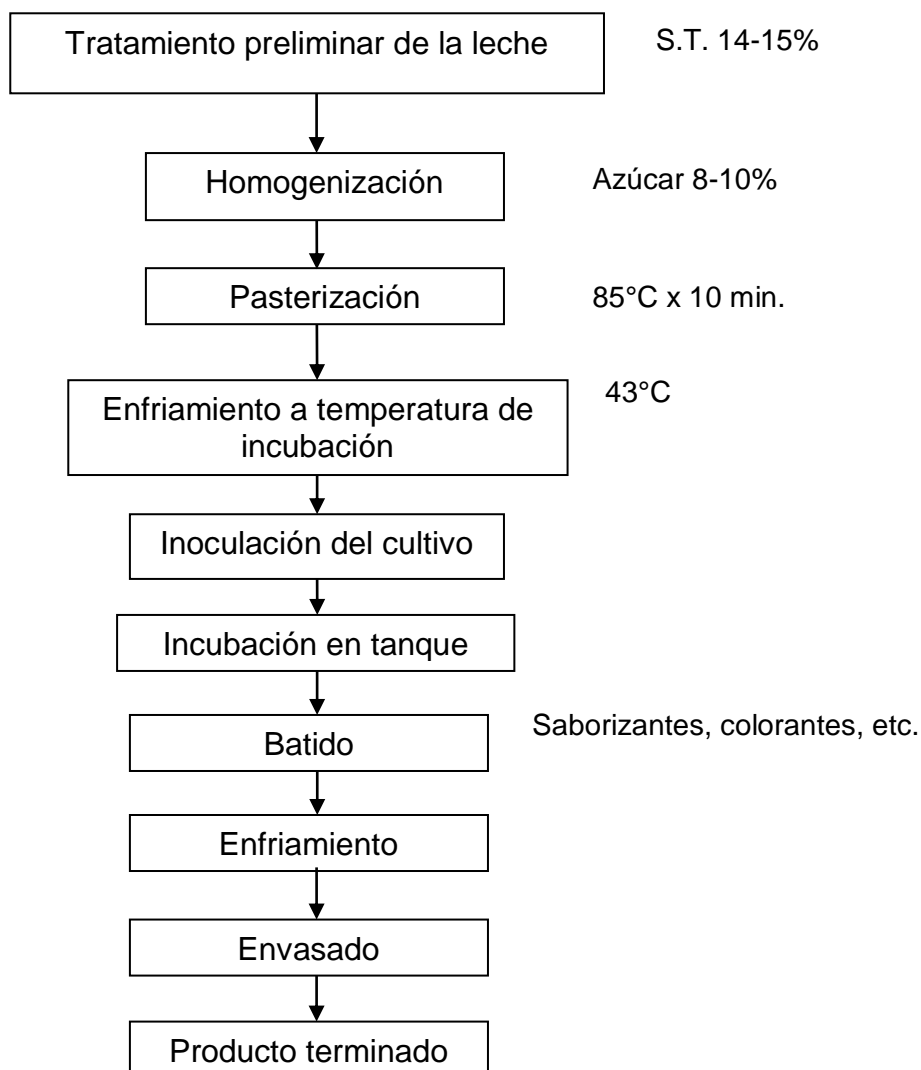 Tratamiento preliminar de la leche
S.T. 14-15%
Homogenización
Azúcar 8-10%
Pasterización
85°C x 10 min.
Enfriamiento a temperatura de
incubación
43°C
Inoculación del cultivo
Incubación en tanque
Batido
Saborizantes, colorantes, etc.
Enfriamiento
Envasado
Producto terminado